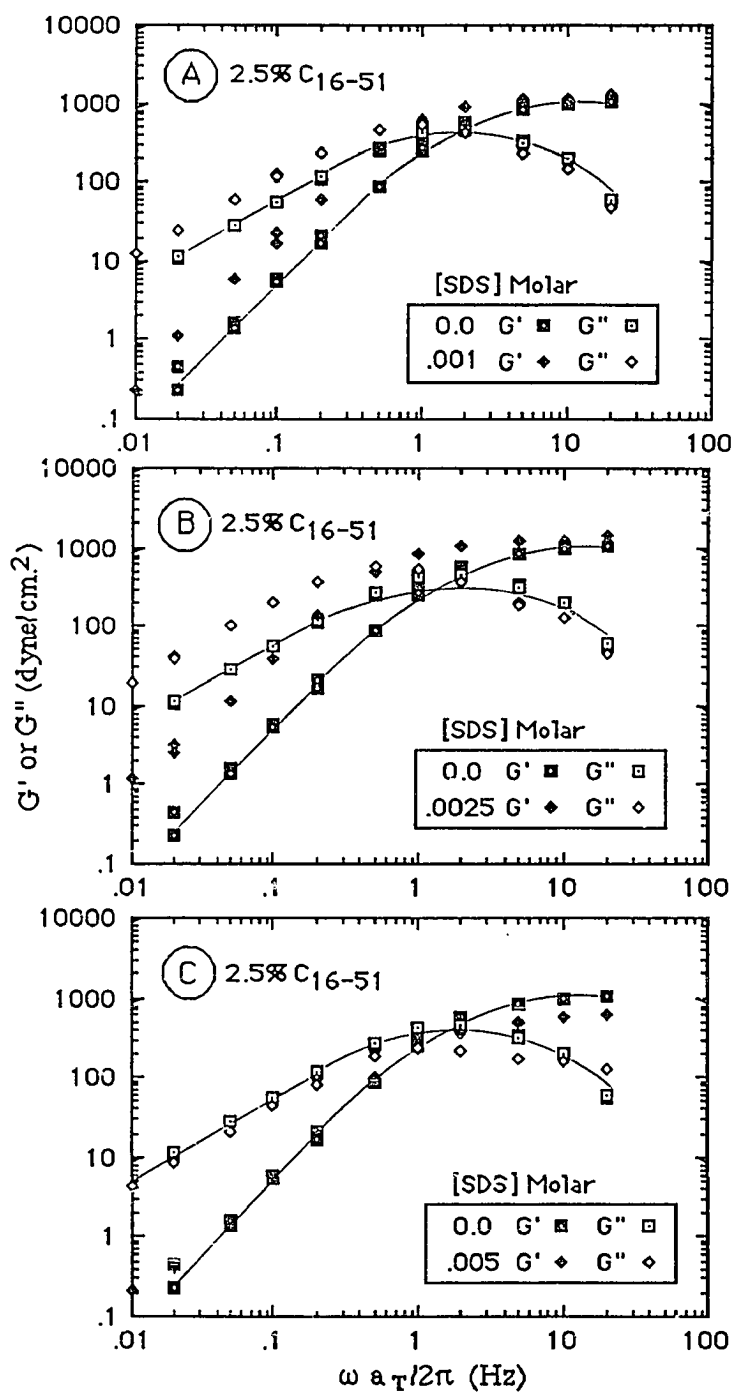 10000
A 2.5% C16-51
1000
100
10
[SDS] Molar
0.0 G' G"
.001 G' G"
1
.1
.01 .1 1 10 100
10000
B 2.5% C16-51
1000
100
10
[SDS] Molar
0.0 G' G"
.0025 G' G"
1
.1
.01 .1 1 10 100
G' or G" (dyne/cm.2)
10000
C 2.5% C16-51
1000
100
10
[SDS] Molar
0.0 G' G"
.005 G' G"
1
.1
.01 .1 1 10 100
ω aT/2π (Hz)